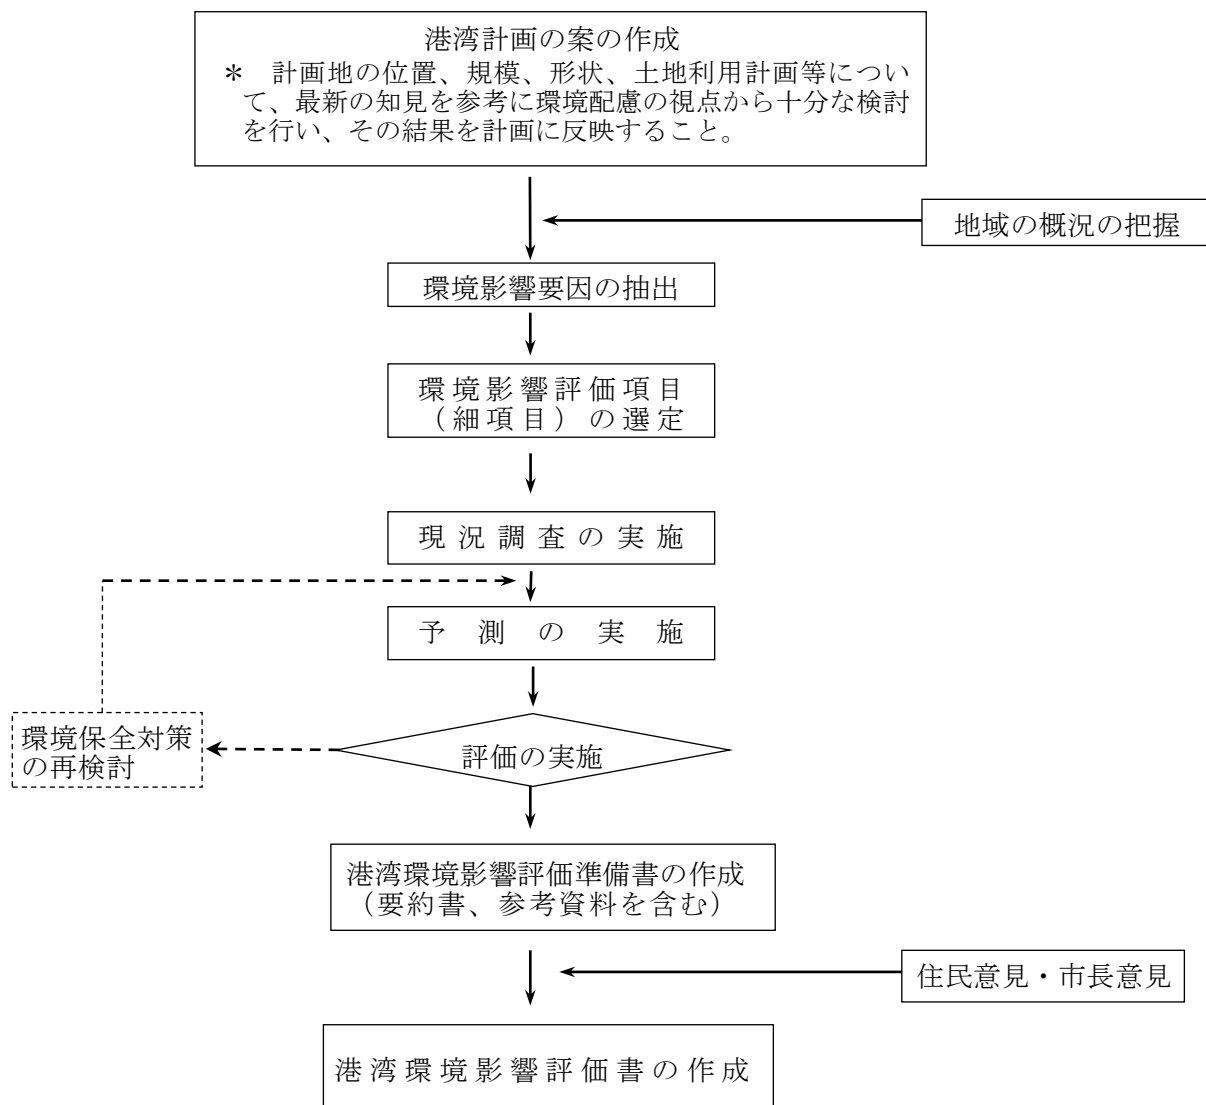 港湾計画の案の作成
＊　計画地の位置、規模、形状、土地利用計画等につい
て、最新の知見を参考に環境配慮の視点から十分な検討
を行い、その結果を計画に反映すること。
地域の概況の把握
環境影響要因の抽出
環境影響評価項目
（細項目）の選定
現況調査の実施
予測の実施
環境保全対策
の再検討
評価の実施
港湾環境影響評価準備書の作成
（要約書、参考資料を含む）
住民意見・市長意見
港湾環境影響評価書の作成